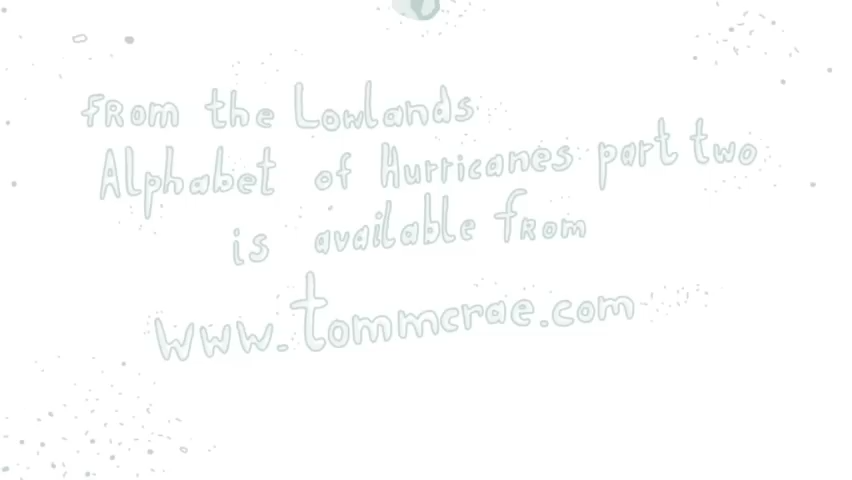 from the Lowlands
Alphabet of Hurricanes part two
is available from
www.tommcrae.com